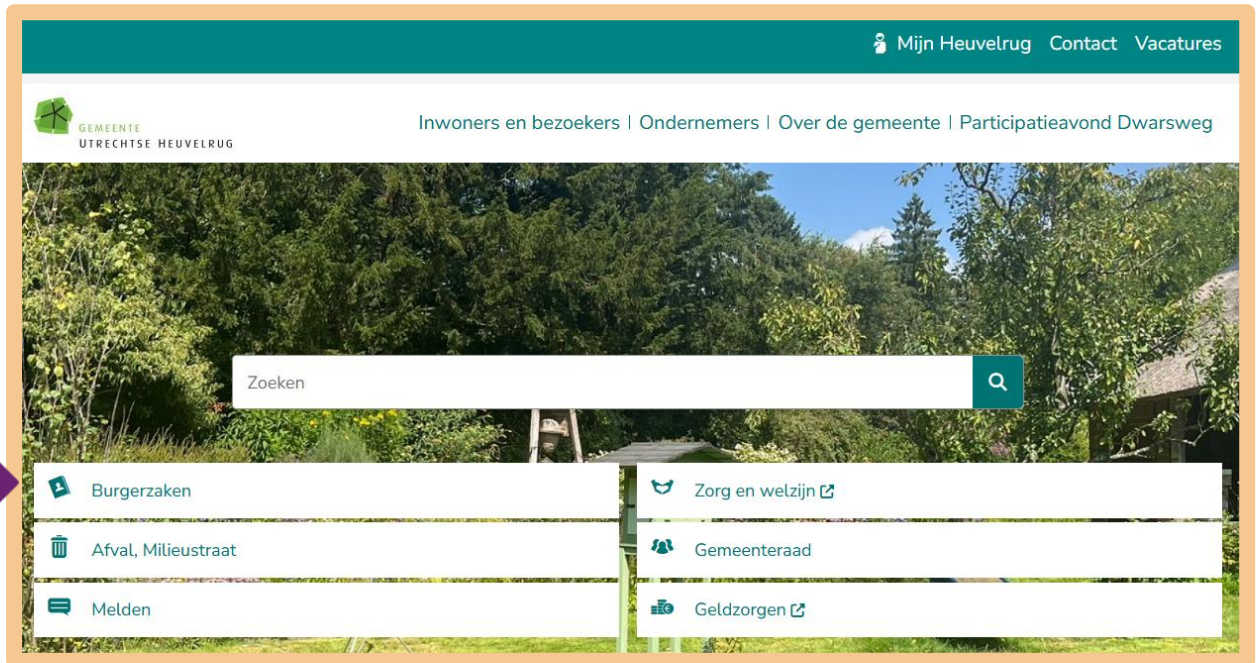 Mijn Heuvelrug Contact Vacatures
GEMEENTE
UTRECHTSE HEUVELRUG
Inwoners en bezoekers | Ondernemers | Over de gemeente | Participatieavond Dwarsweg
Zoeken
Burgerzaken
Zorg en welzijn
Afval, Milieustraat
Gemeenteraad
Melden
Geldzorgen